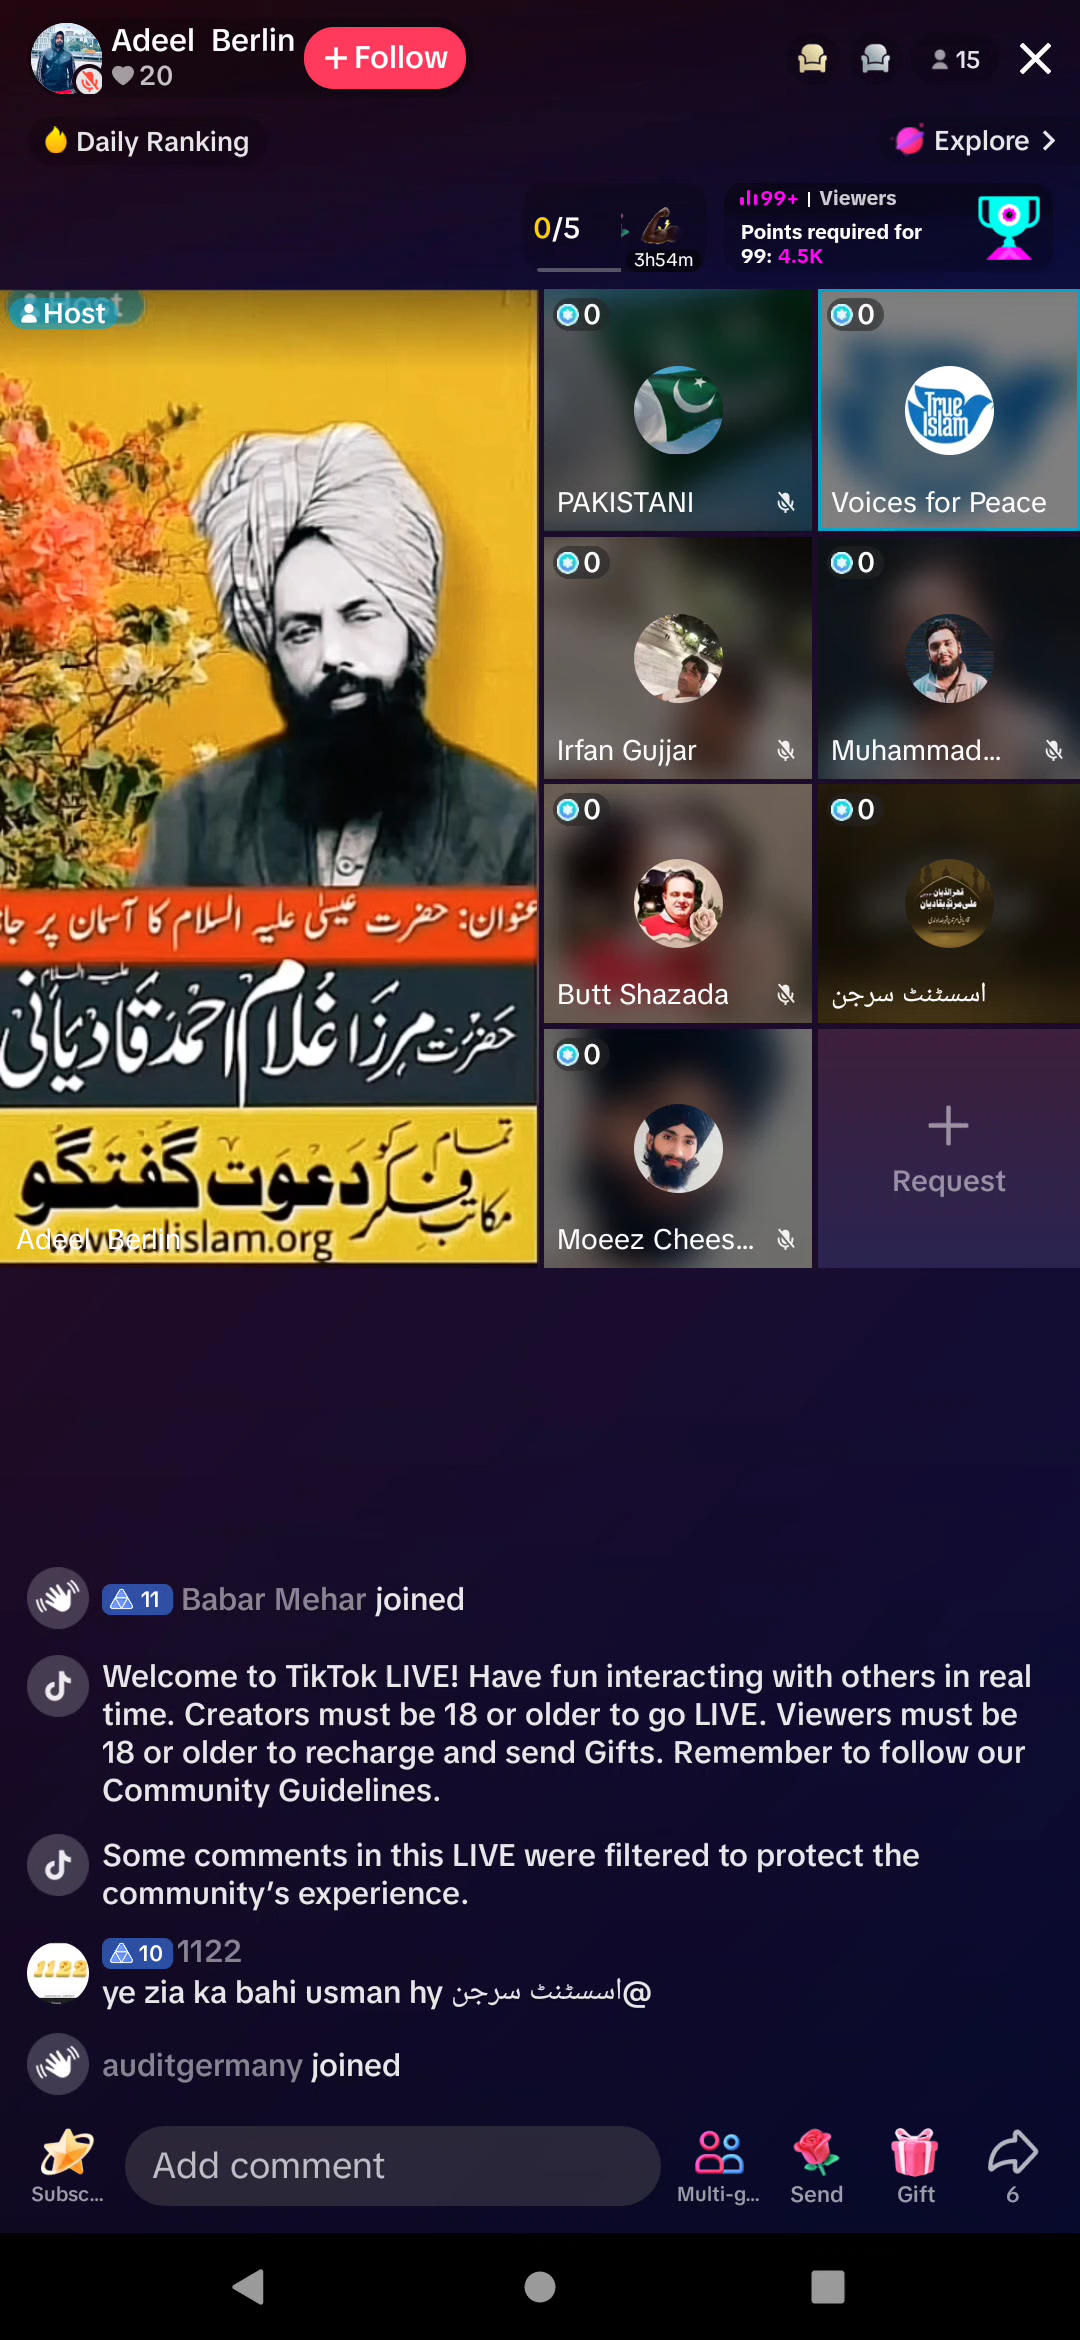 Adeel Berlin
20
+ Follow
15
Daily Ranking
Explore
0/5
3h54m
99+ | Viewers
Points required for
99: 4.5K
Host
عنوان: حضرت عیسیٰ علیہ السلام کا آسمان پر جا
حضرت مرزا غلام احمد قادیانی علیہ السلام
تمام مکاتب فکر کو دعوت گفتگو
Adeel Berlin
islam.org
0
PAKISTANI
0
True
Islam
Voices for Peace
0
Irfan Gujjar
0
Muhammad...
0
Butt Shazada
0
اسسٹنٹ سرجن
0
Moeez Chees...
Request
11 Babar Mehar joined
Welcome to TikTok LIVE! Have fun interacting with others in real
time. Creators must be 18 or older to go LIVE. Viewers must be
18 or older to recharge and send Gifts. Remember to follow our
Community Guidelines.
Some comments in this LIVE were filtered to protect the
community's experience.
1122
10 1122
ye zia ka bahi usman hy اسسٹنٹ سرجن@
auditgermany joined
Subsc...
Add comment
Multi-g...
Send
Gift
6